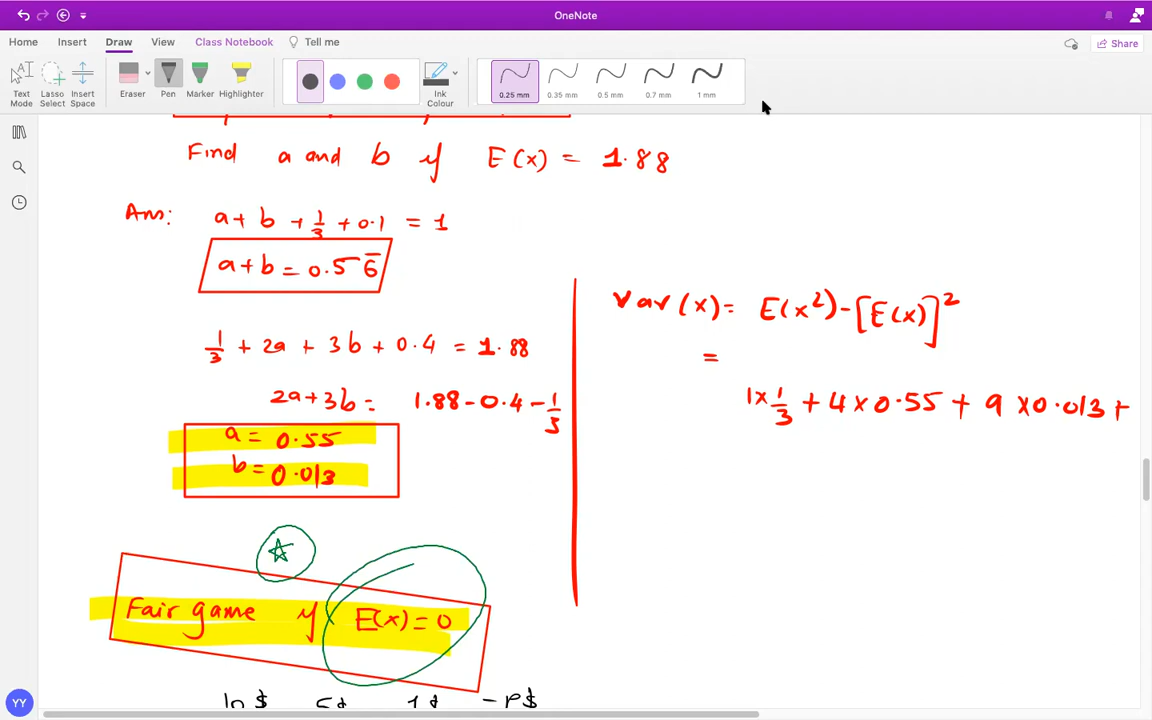 OneNote
Home Insert Draw View Class Notebook Tell me
Share
Text Mode Lasso Select Insert Space Eraser Pen Marker Highlighter Ink Colour 0.25 mm 0.35 mm 0.5 mm 0.7 mm 1 mm
Find a and b if E(x) = 1.88
Ans: a + b + 1/3 + 0.1 = 1
a + b = 0.56̅
1/3 + 2a + 3b + 0.4 = 1.88
2a + 3b = 1.88 - 0.4 - 1/3
a = 0.55
b = 0.013
Var(x) = E(x²) - [E(x)]²
=
1 × 1/3 + 4 × 0.55 + 9 × 0.013 +
Fair game if E(x) = 0
10 $ 5$ 1 $ - P$
YY